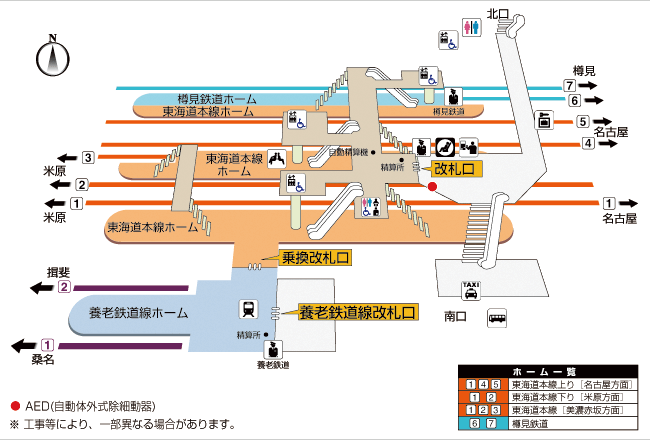 北口
N
樽見
7
6
樽見鉄道ホーム
東海道本線ホーム
樽見鉄道
5
名古屋
4
自動精算機
精算所
改札口
3
米原
東海道本線
ホーム
2
1
米原
1
名古屋
東海道本線ホーム
乗換改札口
揖斐
2
養老鉄道線ホーム
養老鉄道線改札口
精算所
養老鉄道
1
桑名
TAXI
南口
ホーム一覧
1 4 5 東海道本線上り［名古屋方面］
1 2 東海道本線下り［米原方面］
1 2 3 東海道本線［美濃赤坂方面］
6 7 樽見鉄道
AED(自動体外式除細動器)
※ 工事等により、一部異なる場合があります。